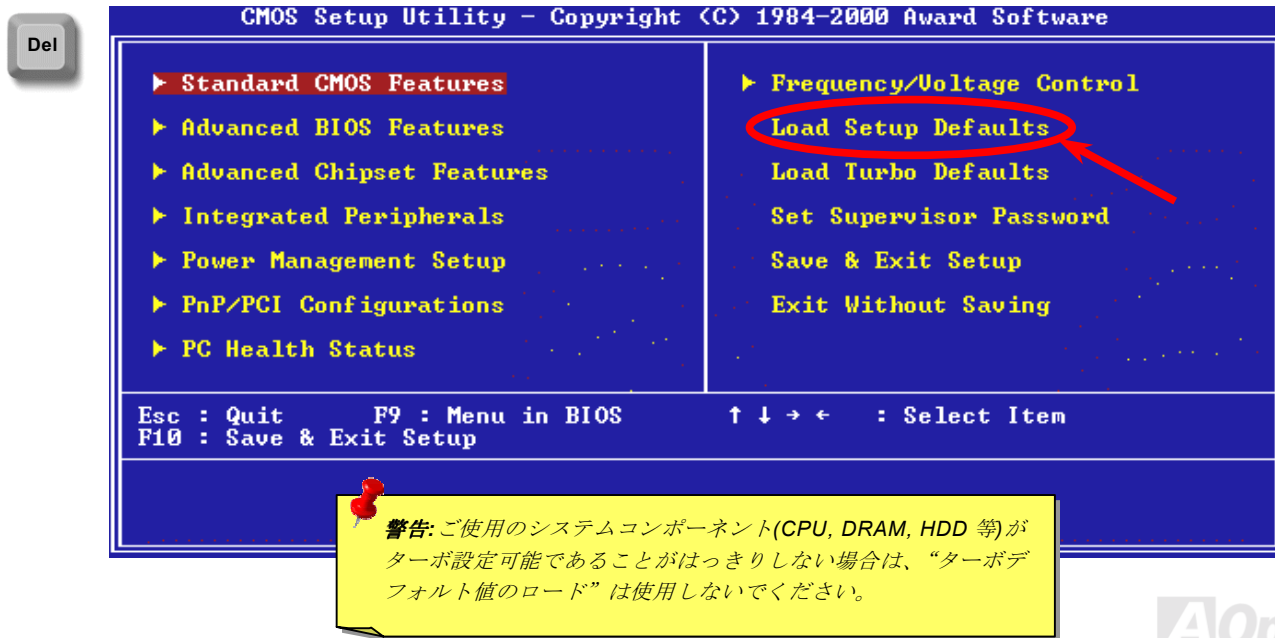 Del
CMOS Setup Utility – Copyright (C) 1984–2000 Award Software
▶ Standard CMOS Features
▶ Advanced BIOS Features
▶ Advanced Chipset Features
▶ Integrated Peripherals
▶ Power Management Setup
▶ PnP/PCI Configurations
▶ PC Health Status
▶ Frequency/Voltage Control
Load Setup Defaults
Load Turbo Defaults
Set Supervisor Password
Save & Exit Setup
Exit Without Saving
Esc : Quit F9 : Menu in BIOS ↑ ↓ → ← : Select Item
F10 : Save & Exit Setup
警告:ご使用のシステムコンポーネント(CPU, DRAM, HDD 等)が
ターボ設定可能であることがはっきりしない場合は、“ターボデ
フォルト値のロード”は使用しないでください。